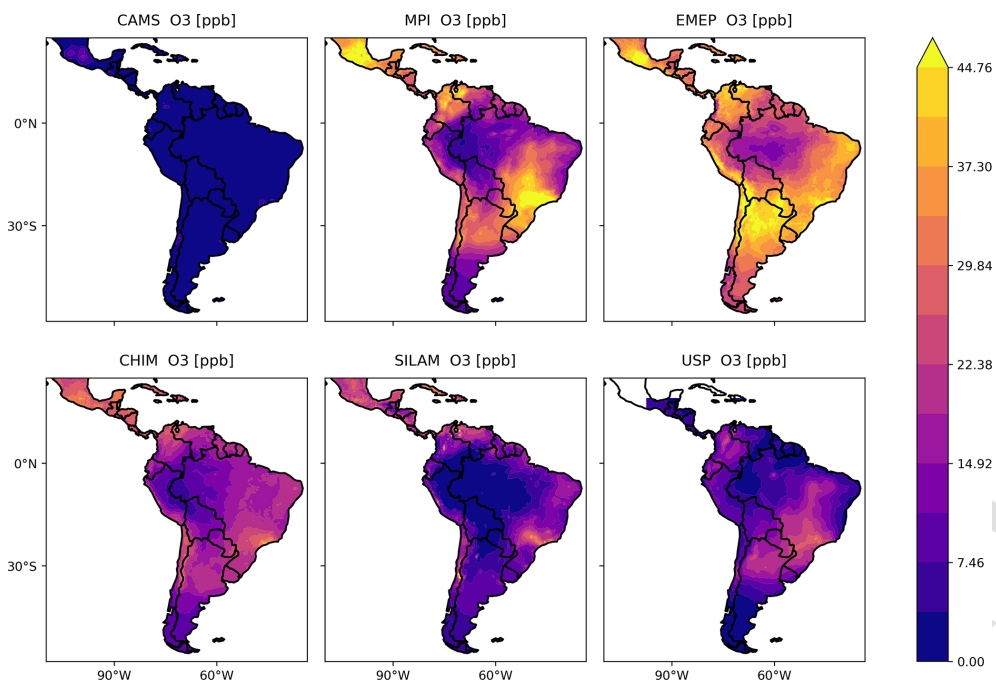 CAMS O3 [ppb]
MPI O3 [ppb]
EMEP O3 [ppb]
0°N
30°S
90°W
60°W
44.76
37.30
29.84
22.38
14.92
7.46
0.00
CHIM O3 [ppb]
SILAM O3 [ppb]
USP O3 [ppb]
0°N
30°S
90°W
60°W
90°W
60°W
90°W
60°W